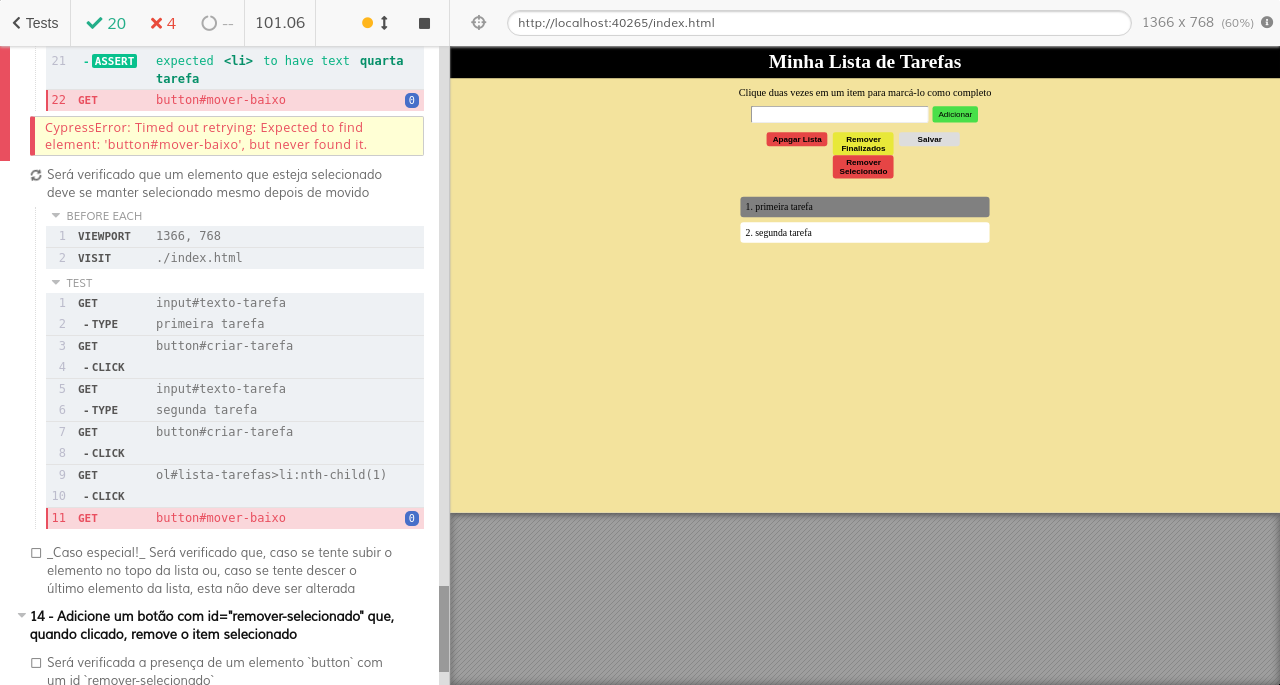 Tests
20
4
--
101.06
http://localhost:40265/index.html
1366 x 768 (60%)
21 - ASSERT expected <li> to have text quarta
tarefa
22 GET button#mover-baixo 0
CypressError: Timed out retrying: Expected to find
element: 'button#mover-baixo', but never found it.
Será verificado que um elemento que esteja selecionado
deve se manter selecionado mesmo depois de movido
BEFORE EACH
1 VIEWPORT 1366, 768
2 VISIT ./index.html
TEST
1 GET input#texto-tarefa
2 - TYPE primeira tarefa
3 GET button#criar-tarefa
4 - CLICK
5 GET input#texto-tarefa
6 - TYPE segunda tarefa
7 GET button#criar-tarefa
8 - CLICK
9 GET ol#lista-tarefas>li:nth-child(1)
10 - CLICK
11 GET button#mover-baixo 0
_Caso especial!_ Será verificado que, caso se tente subir o
elemento no topo da lista ou, caso se tente descer o
último elemento da lista, esta não deve ser alterada
14 - Adicione um botão com id="remover-selecionado" que,
quando clicado, remove o item selecionado
Será verificada a presença de um elemento `button` com
um id `remover-selecionado`
Minha Lista de Tarefas
Clique duas vezes em um item para marcá-lo como completo
Adicionar
Apagar Lista
Remover
Finalizados
Salvar
Remover
Selecionado
1. primeira tarefa
2. segunda tarefa